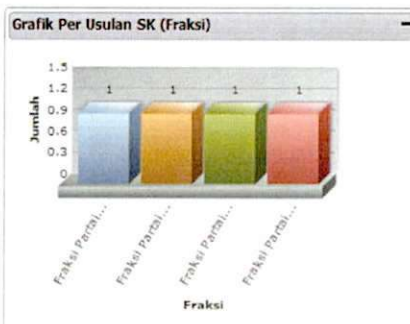 Grafik Per Usulan SK (Fraksi)
1.5
1.2
0.9
0.6
0.3
0
Jumlah
1 1 1 1
Fraksi Partai...
Fraksi Partai...
Fraksi Partai...
Fraksi Partai...
Fraksi